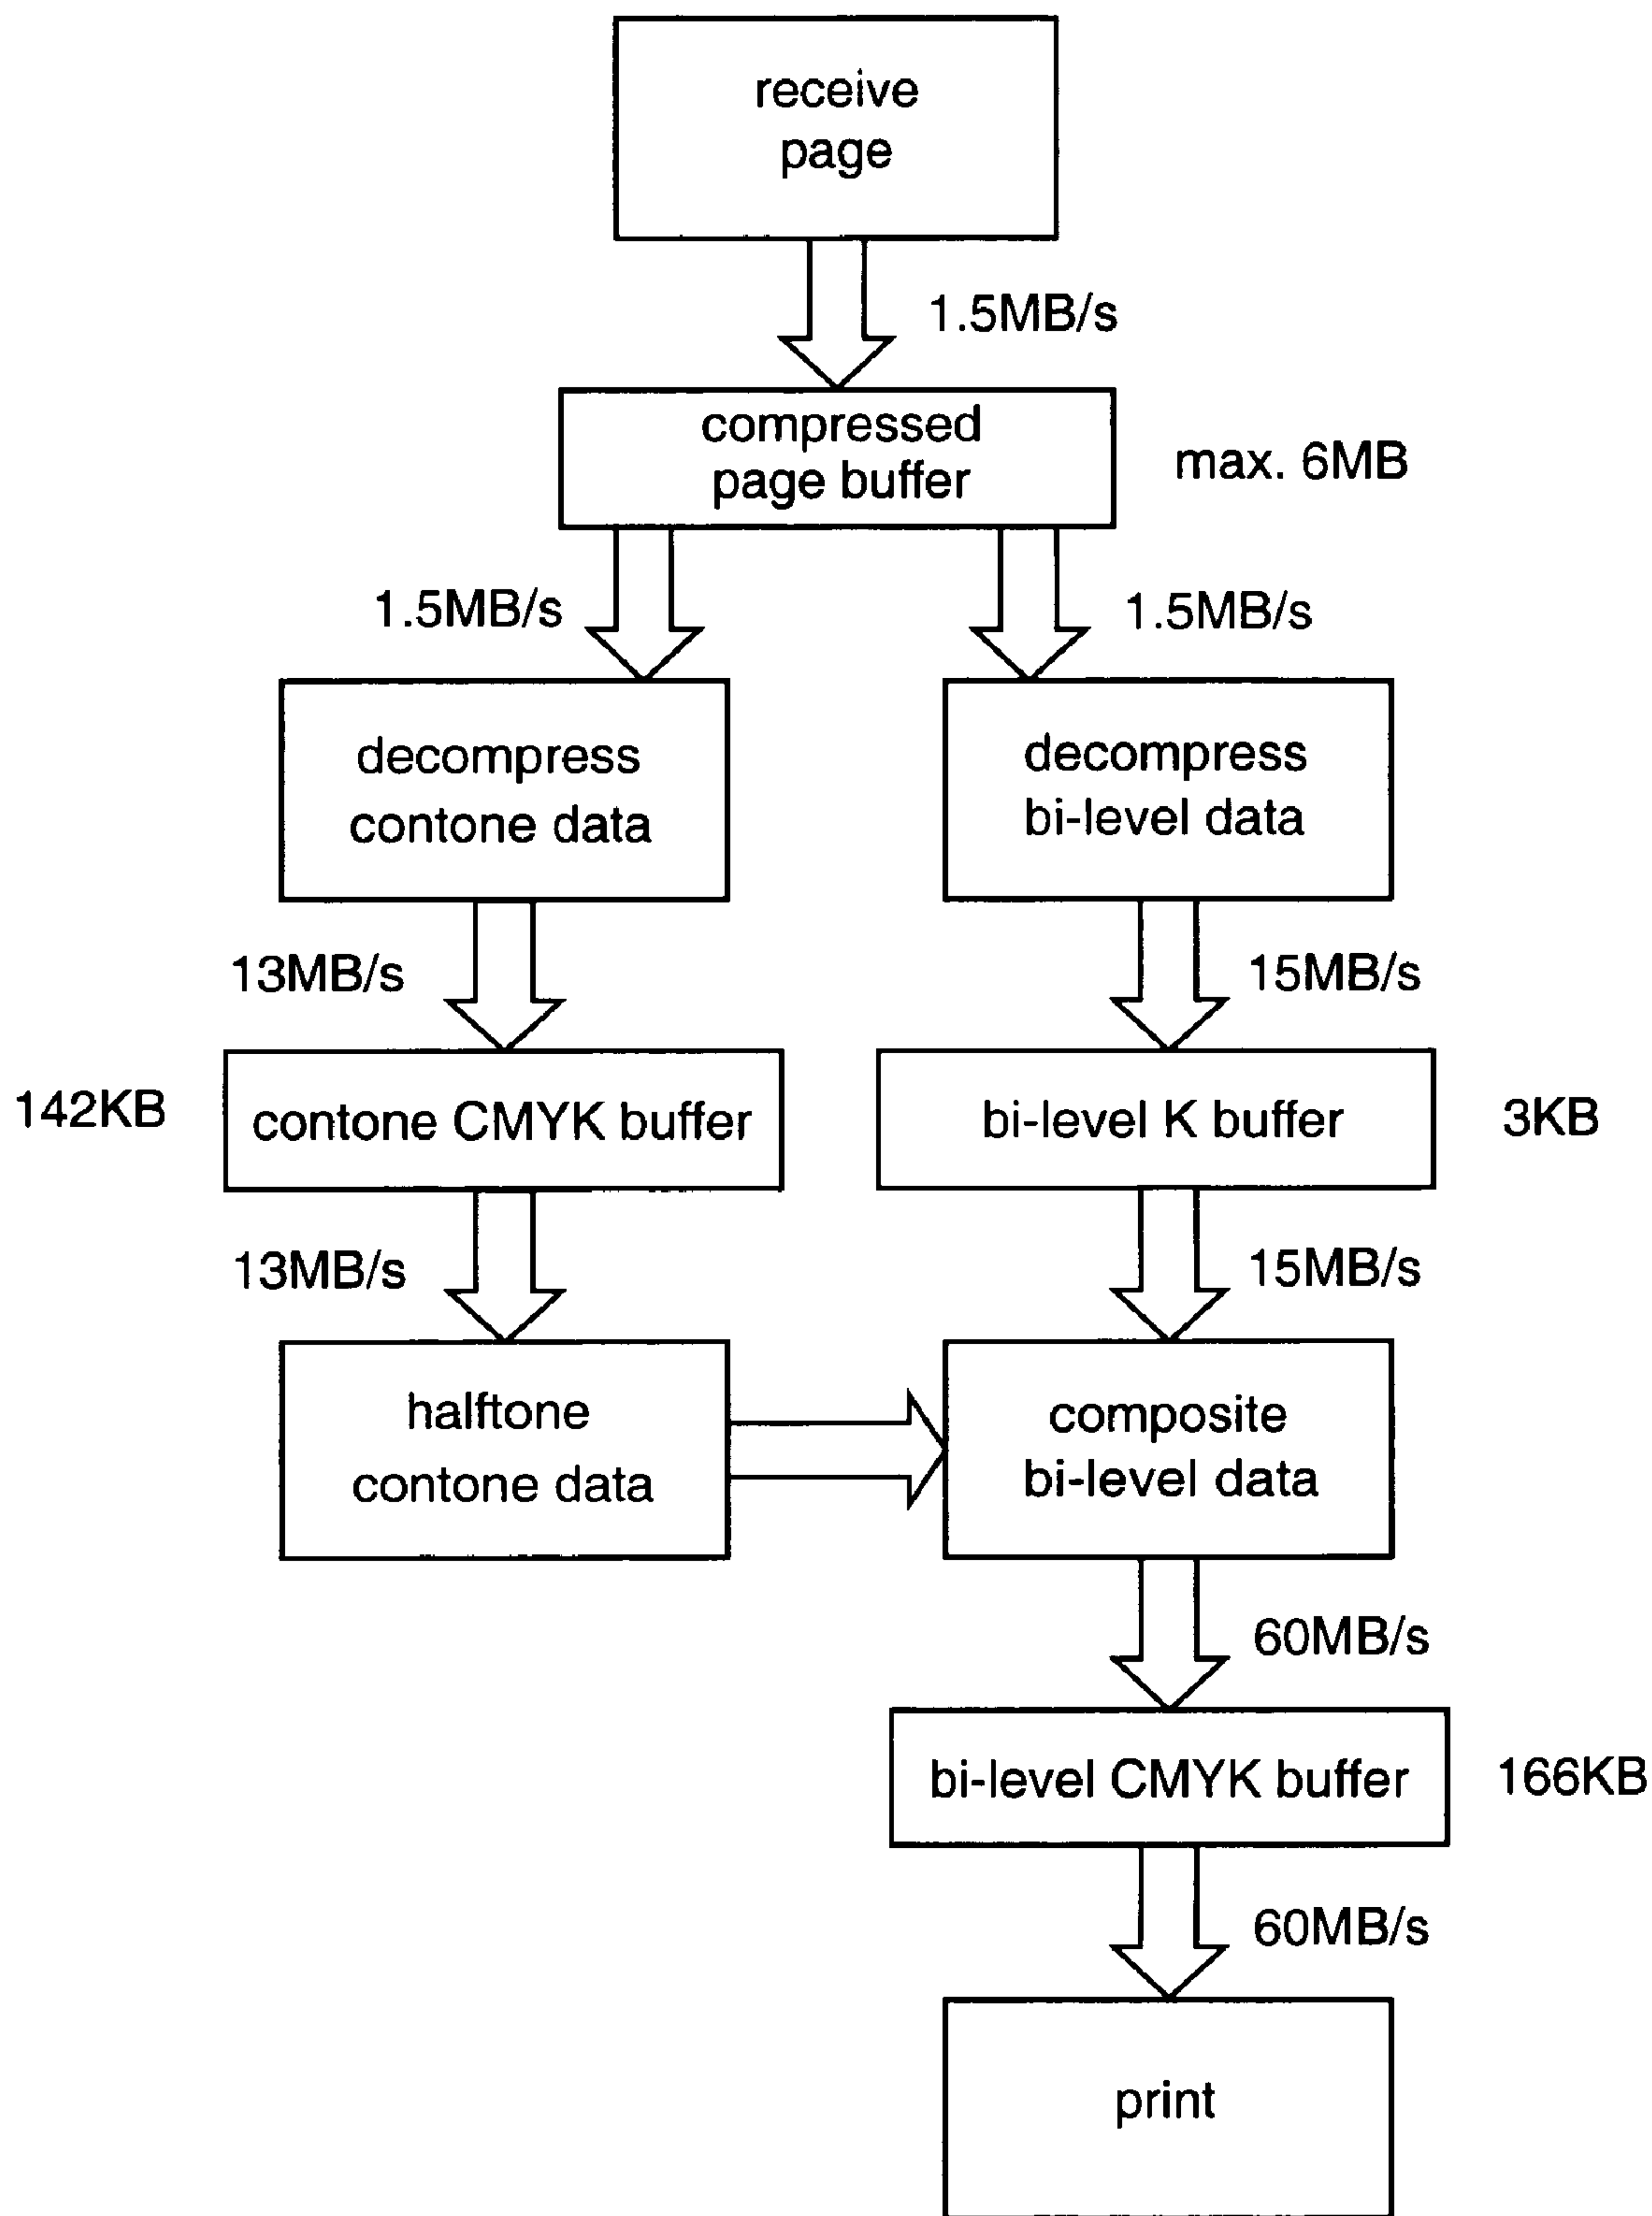 receive
page
1.5MB/s
compressed
page buffer
max. 6MB
1.5MB/s
1.5MB/s
decompress
contone data
decompress
bi-level data
13MB/s
15MB/s
142KB
contone CMYK buffer
bi-level K buffer
3KB
13MB/s
15MB/s
halftone
contone data
composite
bi-level data
60MB/s
bi-level CMYK buffer
166KB
60MB/s
print